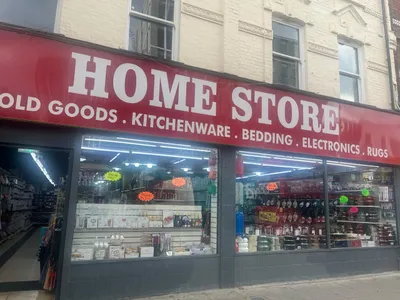 HOME STORE
OLD GOODS . KITCHENWARE . BEDDING . ELECTRONICS . RUGS